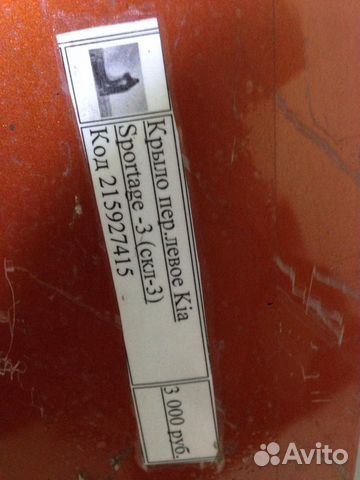 Крыло пер.левое Kia
Sportage -3 (скл-3)
Код 215927415
3 000 руб.
Avito